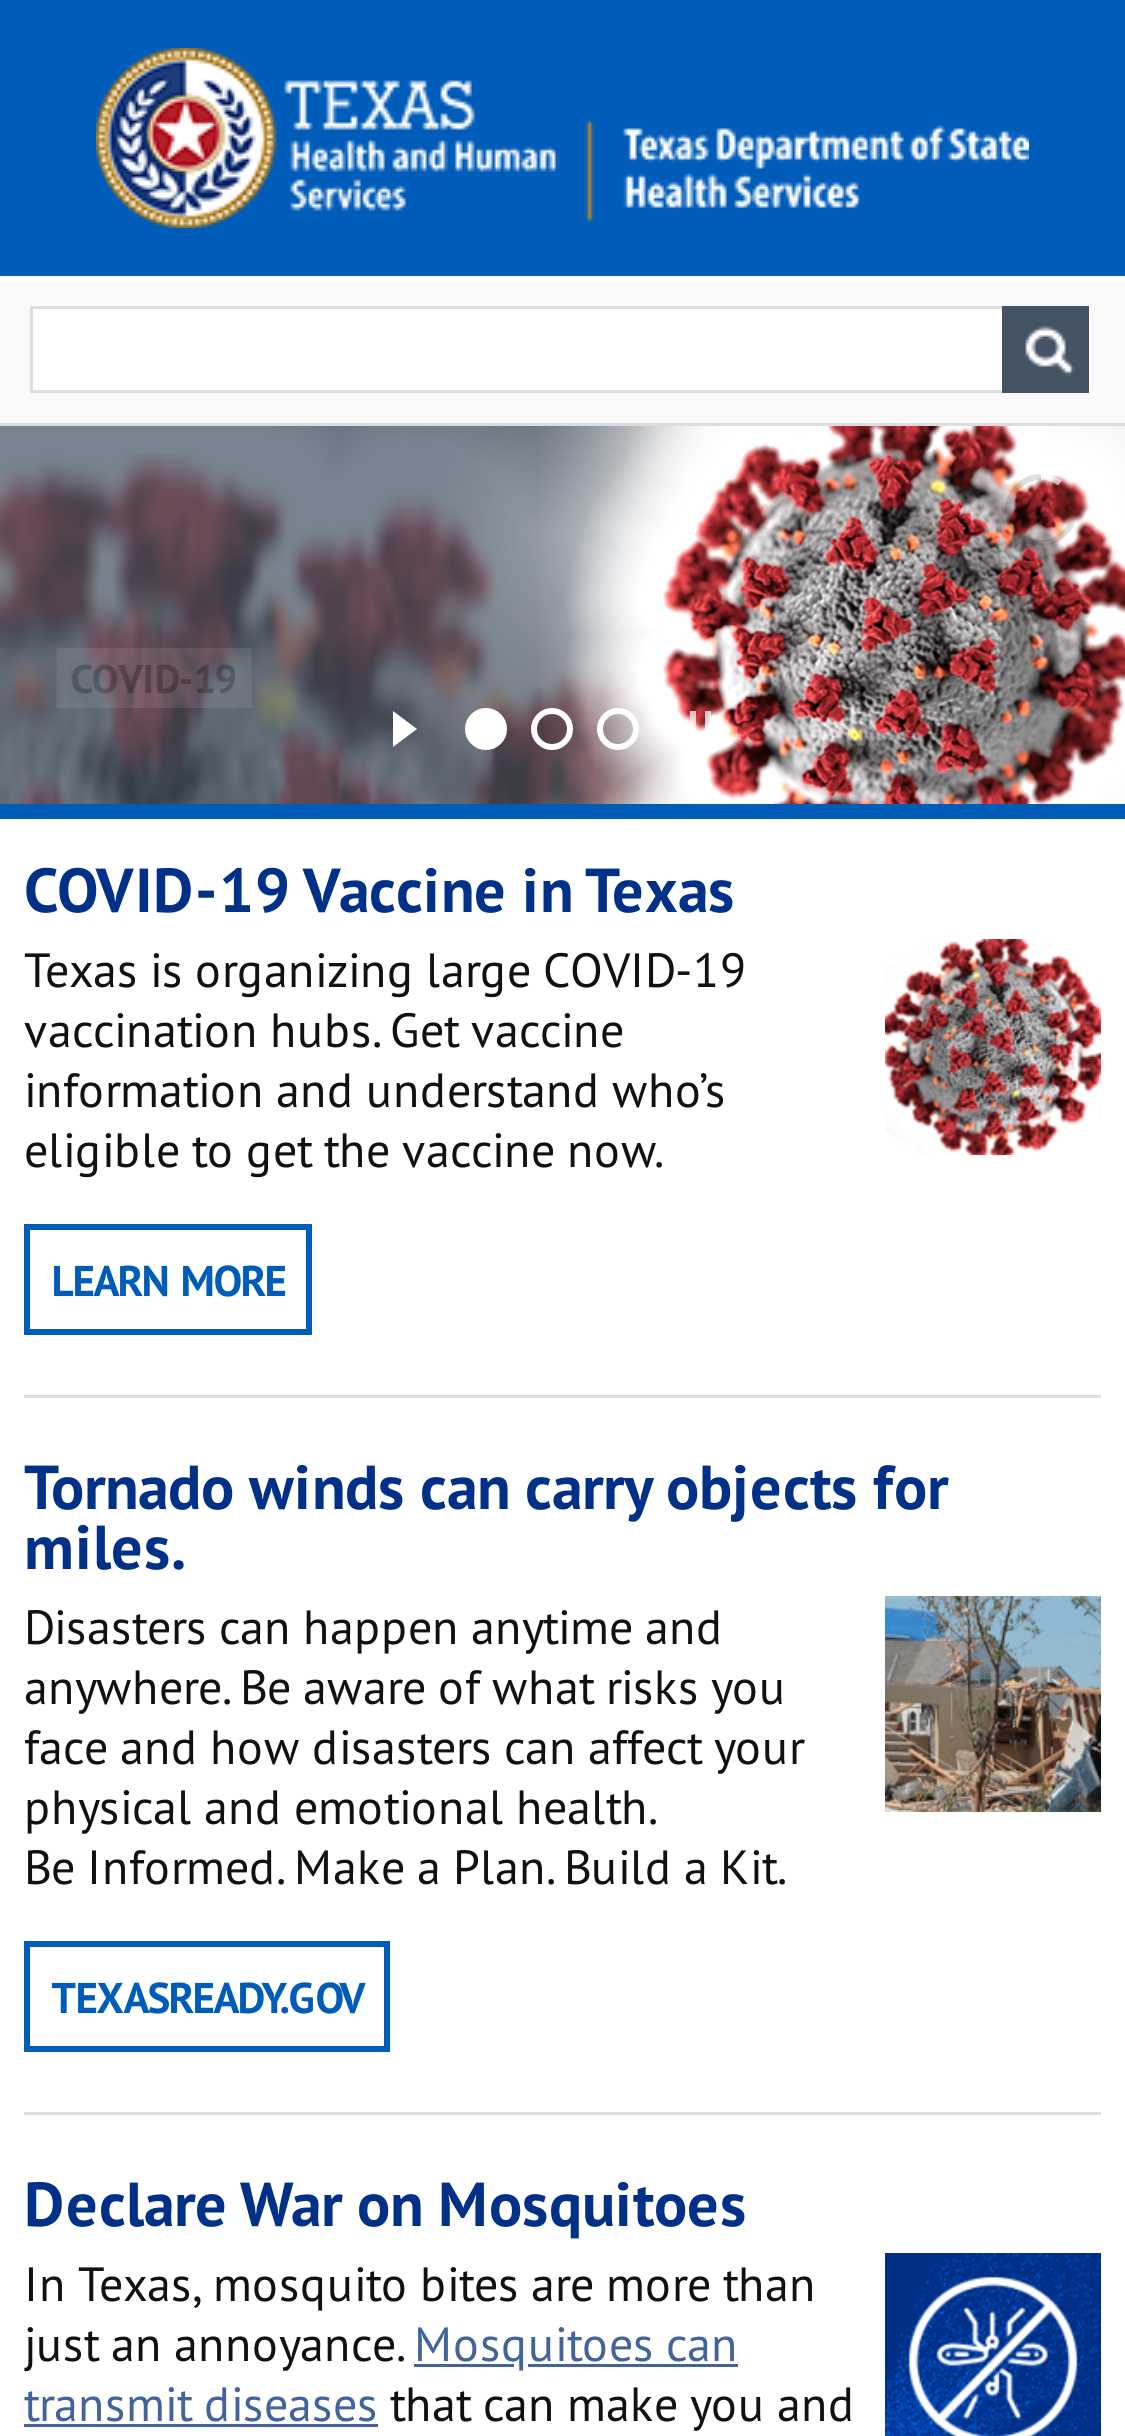 TEXAS
Health and Human
Services
Texas Department of State
Health Services
COVID-19
COVID-19 Vaccine in Texas
Texas is organizing large COVID-19
vaccination hubs. Get vaccine
information and understand who’s
eligible to get the vaccine now.
LEARN MORE
Tornado winds can carry objects for
miles.
Disasters can happen anytime and
anywhere. Be aware of what risks you
face and how disasters can affect your
physical and emotional health.
Be Informed. Make a Plan. Build a Kit.
TEXASREADY.GOV
Declare War on Mosquitoes
In Texas, mosquito bites are more than
just an annoyance. Mosquitoes can
transmit diseases that can make you and